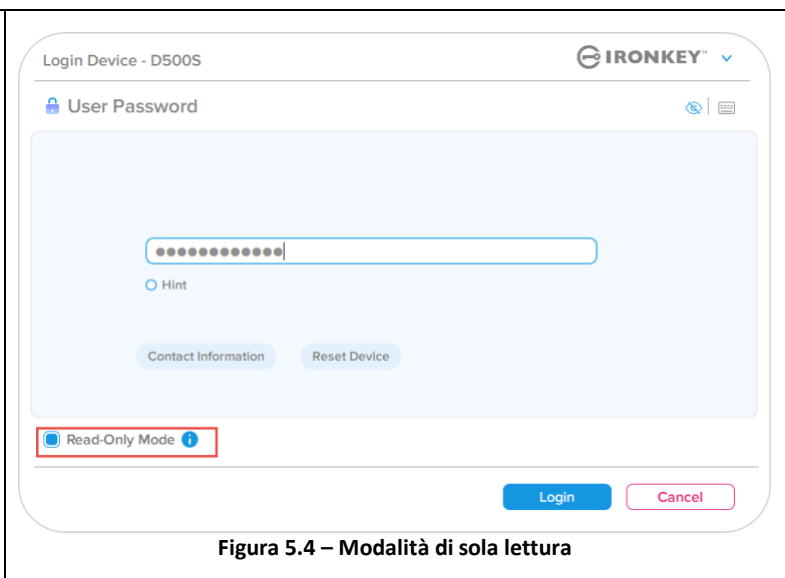 Login Device - D500S
IRONKEY™
User Password
●●●●●●●●●●●●
Hint
Contact Information
Reset Device
Read-Only Mode
Login
Cancel
Figura 5.4 – Modalità di sola lettura